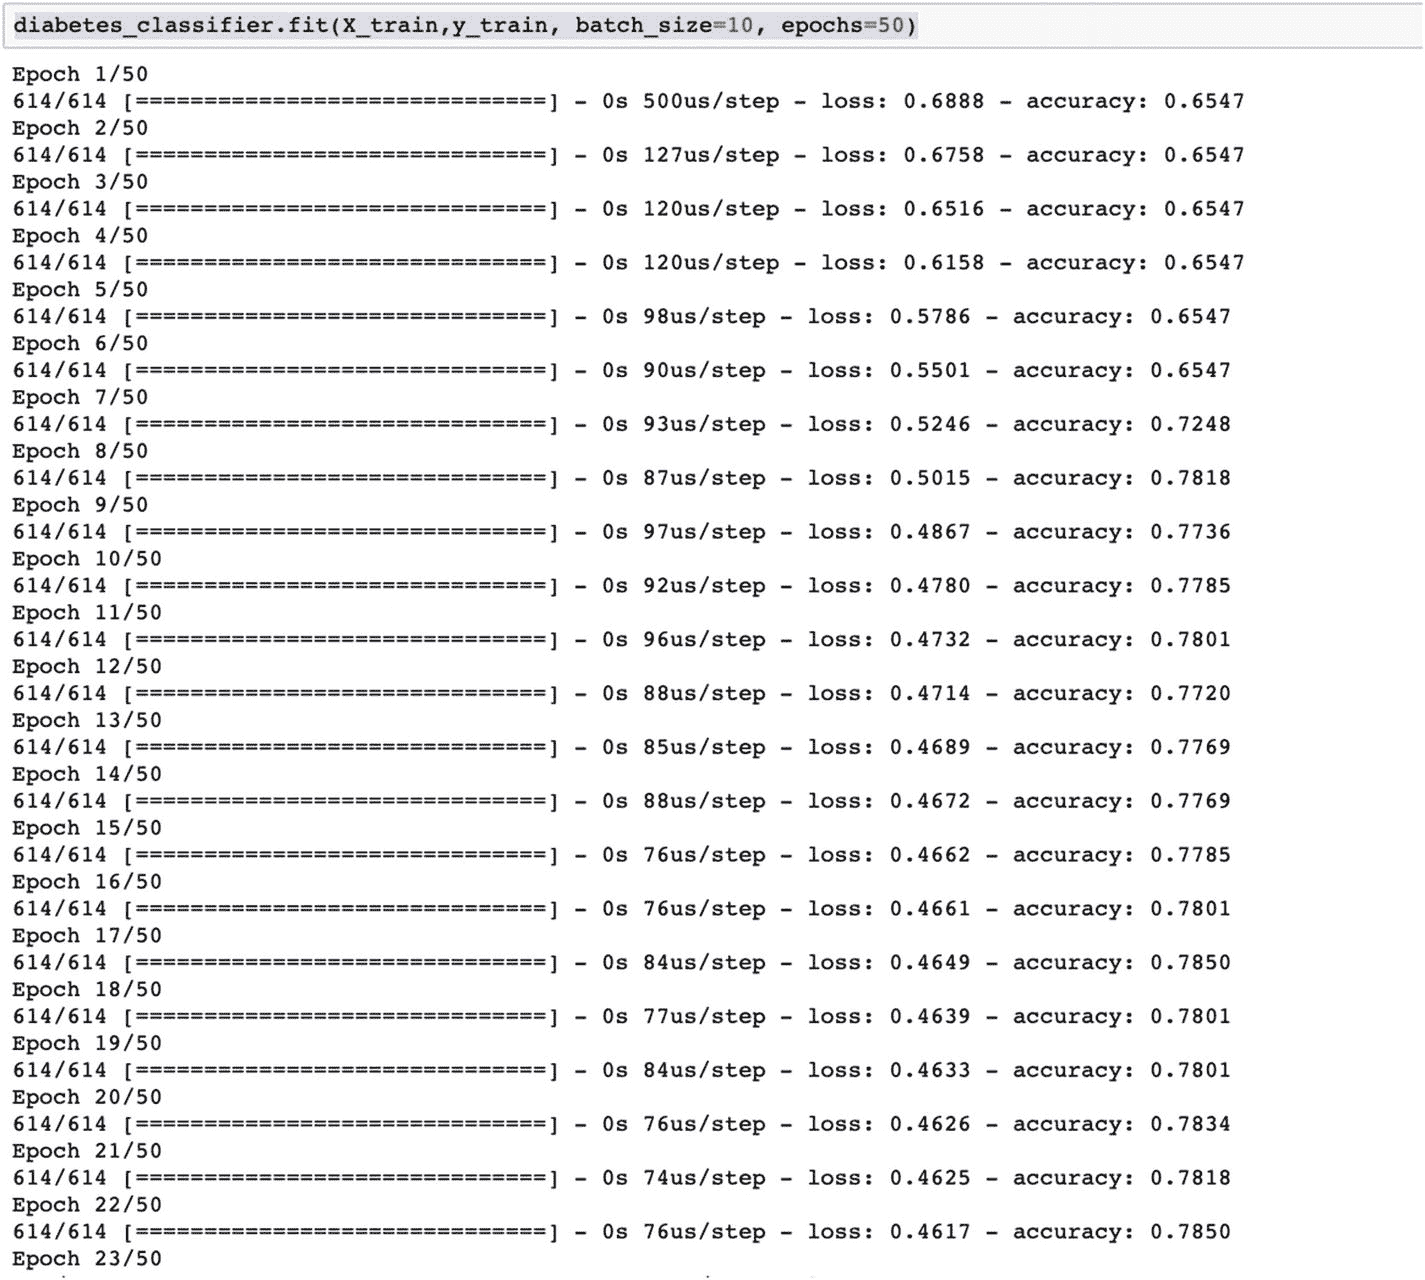 diabetes_classifier.fit(X_train,y_train, batch_size=10, epochs=50)
Epoch 1/50
614/614 [==============================] - 0s 500us/step - loss: 0.6888 - accuracy: 0.6547
Epoch 2/50
614/614 [==============================] - 0s 127us/step - loss: 0.6758 - accuracy: 0.6547
Epoch 3/50
614/614 [==============================] - 0s 120us/step - loss: 0.6516 - accuracy: 0.6547
Epoch 4/50
614/614 [==============================] - 0s 120us/step - loss: 0.6158 - accuracy: 0.6547
Epoch 5/50
614/614 [==============================] - 0s 98us/step - loss: 0.5786 - accuracy: 0.6547
Epoch 6/50
614/614 [==============================] - 0s 90us/step - loss: 0.5501 - accuracy: 0.6547
Epoch 7/50
614/614 [==============================] - 0s 93us/step - loss: 0.5246 - accuracy: 0.7248
Epoch 8/50
614/614 [==============================] - 0s 87us/step - loss: 0.5015 - accuracy: 0.7818
Epoch 9/50
614/614 [==============================] - 0s 97us/step - loss: 0.4867 - accuracy: 0.7736
Epoch 10/50
614/614 [==============================] - 0s 92us/step - loss: 0.4780 - accuracy: 0.7785
Epoch 11/50
614/614 [==============================] - 0s 96us/step - loss: 0.4732 - accuracy: 0.7801
Epoch 12/50
614/614 [==============================] - 0s 88us/step - loss: 0.4714 - accuracy: 0.7720
Epoch 13/50
614/614 [==============================] - 0s 85us/step - loss: 0.4689 - accuracy: 0.7769
Epoch 14/50
614/614 [==============================] - 0s 88us/step - loss: 0.4672 - accuracy: 0.7769
Epoch 15/50
614/614 [==============================] - 0s 76us/step - loss: 0.4662 - accuracy: 0.7785
Epoch 16/50
614/614 [==============================] - 0s 76us/step - loss: 0.4661 - accuracy: 0.7801
Epoch 17/50
614/614 [==============================] - 0s 84us/step - loss: 0.4649 - accuracy: 0.7850
Epoch 18/50
614/614 [==============================] - 0s 77us/step - loss: 0.4639 - accuracy: 0.7801
Epoch 19/50
614/614 [==============================] - 0s 84us/step - loss: 0.4633 - accuracy: 0.7801
Epoch 20/50
614/614 [==============================] - 0s 76us/step - loss: 0.4626 - accuracy: 0.7834
Epoch 21/50
614/614 [==============================] - 0s 74us/step - loss: 0.4625 - accuracy: 0.7818
Epoch 22/50
614/614 [==============================] - 0s 76us/step - loss: 0.4617 - accuracy: 0.7850
Epoch 23/50